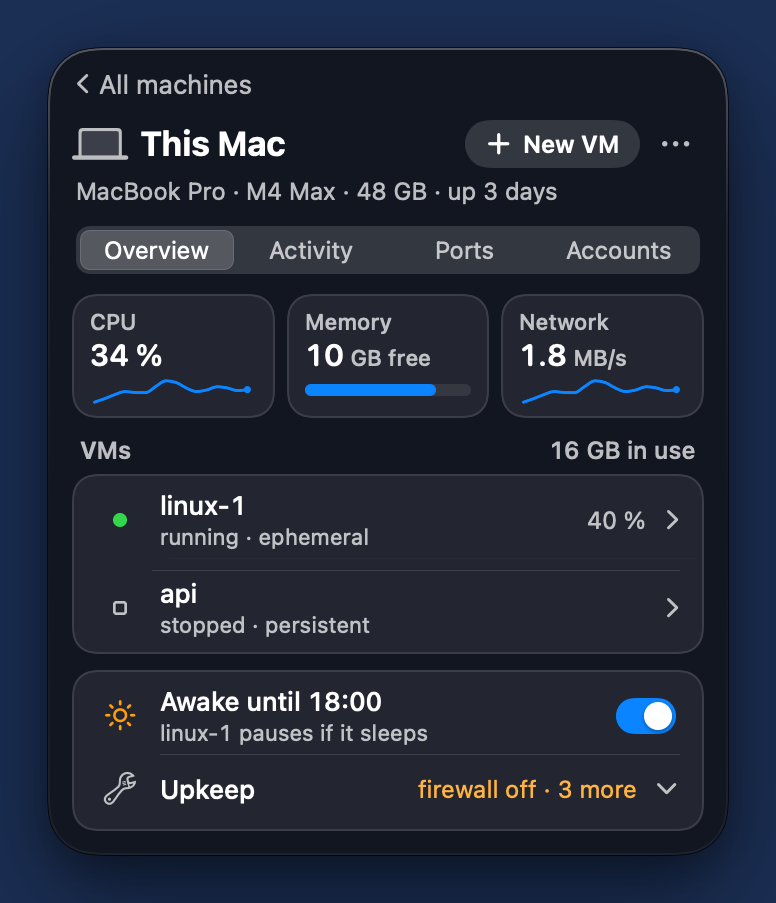 All machines
This Mac
New VM
MacBook Pro · M4 Max · 48 GB · up 3 days
Overview Activity Ports Accounts
CPU
34 %
Memory
10 GB free
Network
1.8 MB/s
VMs
16 GB in use
linux-1
running · ephemeral
40 %
api
stopped · persistent
Awake until 18:00
linux-1 pauses if it sleeps
Upkeep
firewall off · 3 more